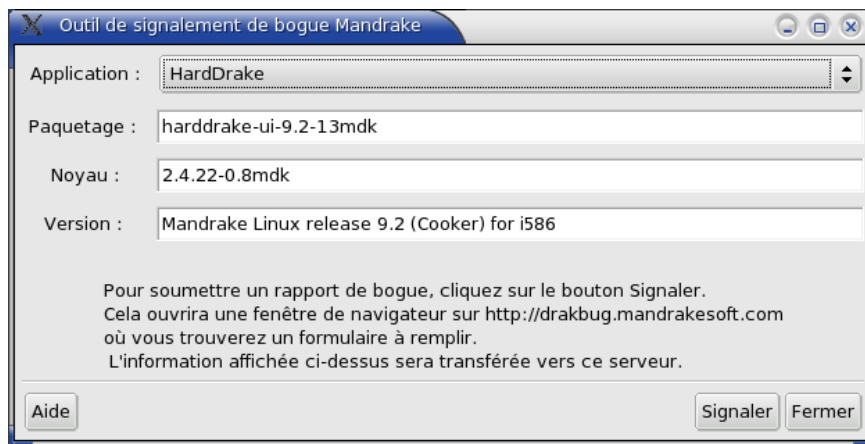 Outil de signalement de bogue Mandrake
Application : HardDrake
Paquetage : harddrake-ui-9.2-13mdk
Noyau : 2.4.22-0.8mdk
Version : Mandrake Linux release 9.2 (Cooker) for i586
Pour soumettre un rapport de bogue, cliquez sur le bouton Signaler.
Cela ouvrira une fenêtre de navigateur sur http://drakbug.mandrakesoft.com
où vous trouverez un formulaire à remplir.
L'information affichée ci-dessus sera transférée vers ce serveur.
Aide Signaler Fermer